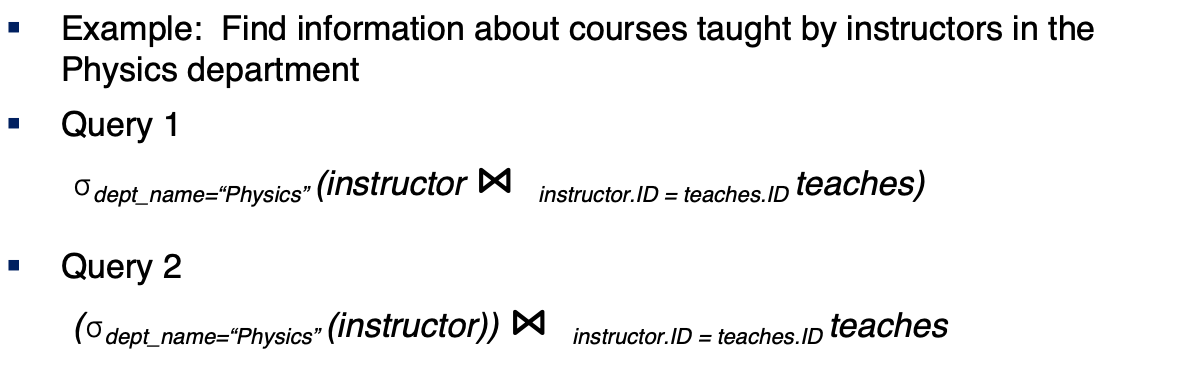 ▪ Example:  Find information about courses taught by instructors in the
Physics department
▪ Query 1
σ dept_name=“Physics” (instructor ⋈ instructor.ID = teaches.ID teaches)
▪ Query 2
(σ dept_name=“Physics” (instructor)) ⋈ instructor.ID = teaches.ID teaches